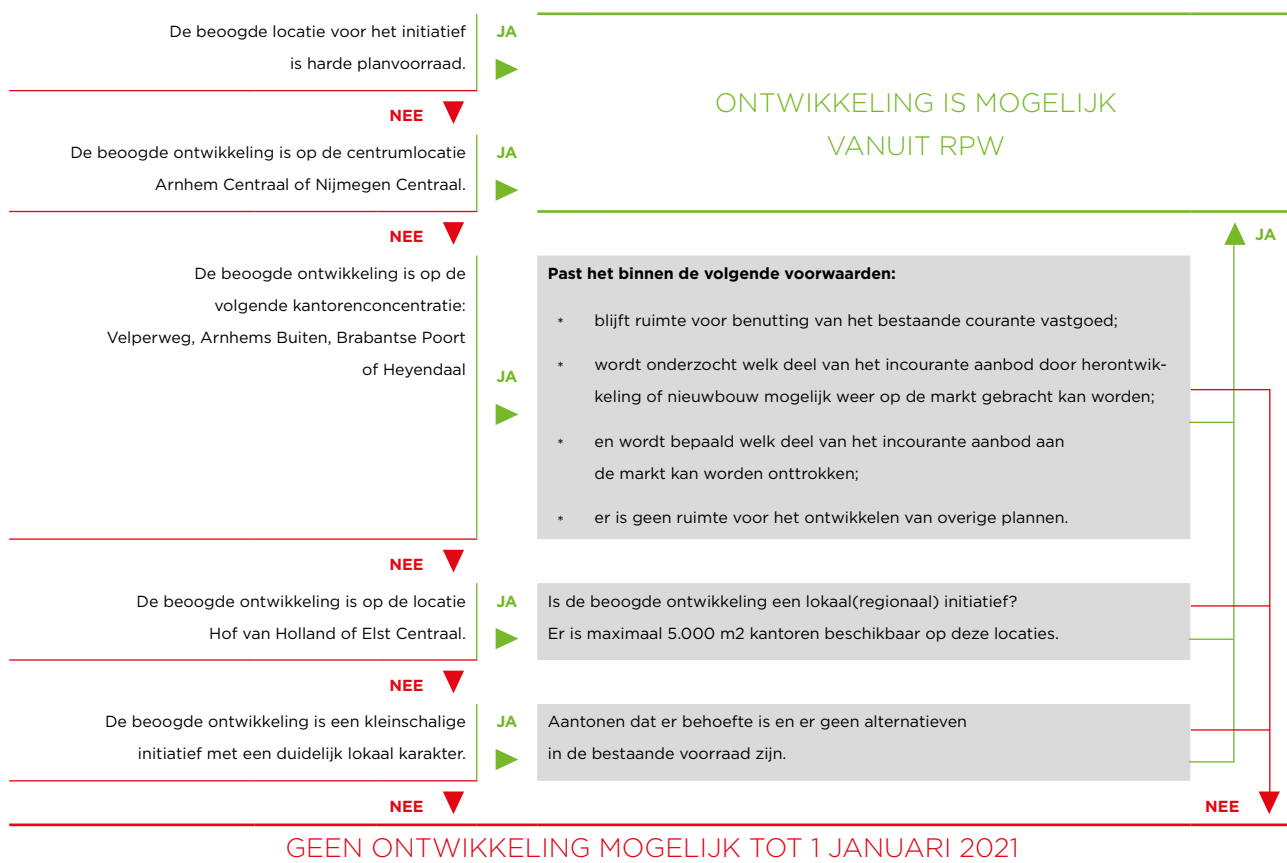 De beoogde locatie voor het initiatief
is harde planvoorraad.
JA
NEE
ONTWIKKELING IS MOGELIJK
VANUIT RPW
De beoogde ontwikkeling is op de centrumlocatie
Arnhem Centraal of Nijmegen Centraal.
JA
NEE
JA
De beoogde ontwikkeling is op de
volgende kantorenconcentratie:
Velperweg, Arnhems Buiten, Brabantse Poort
of Heyendaal
JA
Past het binnen de volgende voorwaarden:
* blijft ruimte voor benutting van het bestaande courante vastgoed;
* wordt onderzocht welk deel van het incourante aanbod door herontwik-
keling of nieuwbouw mogelijk weer op de markt gebracht kan worden;
* en wordt bepaald welk deel van het incourante aanbod aan
de markt kan worden onttrokken;
* er is geen ruimte voor het ontwikkelen van overige plannen.
NEE
De beoogde ontwikkeling is op de locatie
Hof van Holland of Elst Centraal.
JA
Is de beoogde ontwikkeling een lokaal(regionaal) initiatief?
Er is maximaal 5.000 m2 kantoren beschikbaar op deze locaties.
NEE
De beoogde ontwikkeling is een kleinschalige
initiatief met een duidelijk lokaal karakter.
JA
Aantonen dat er behoefte is en er geen alternatieven
in de bestaande voorraad zijn.
NEE
NEE
GEEN ONTWIKKELING MOGELIJK TOT 1 JANUARI 2021